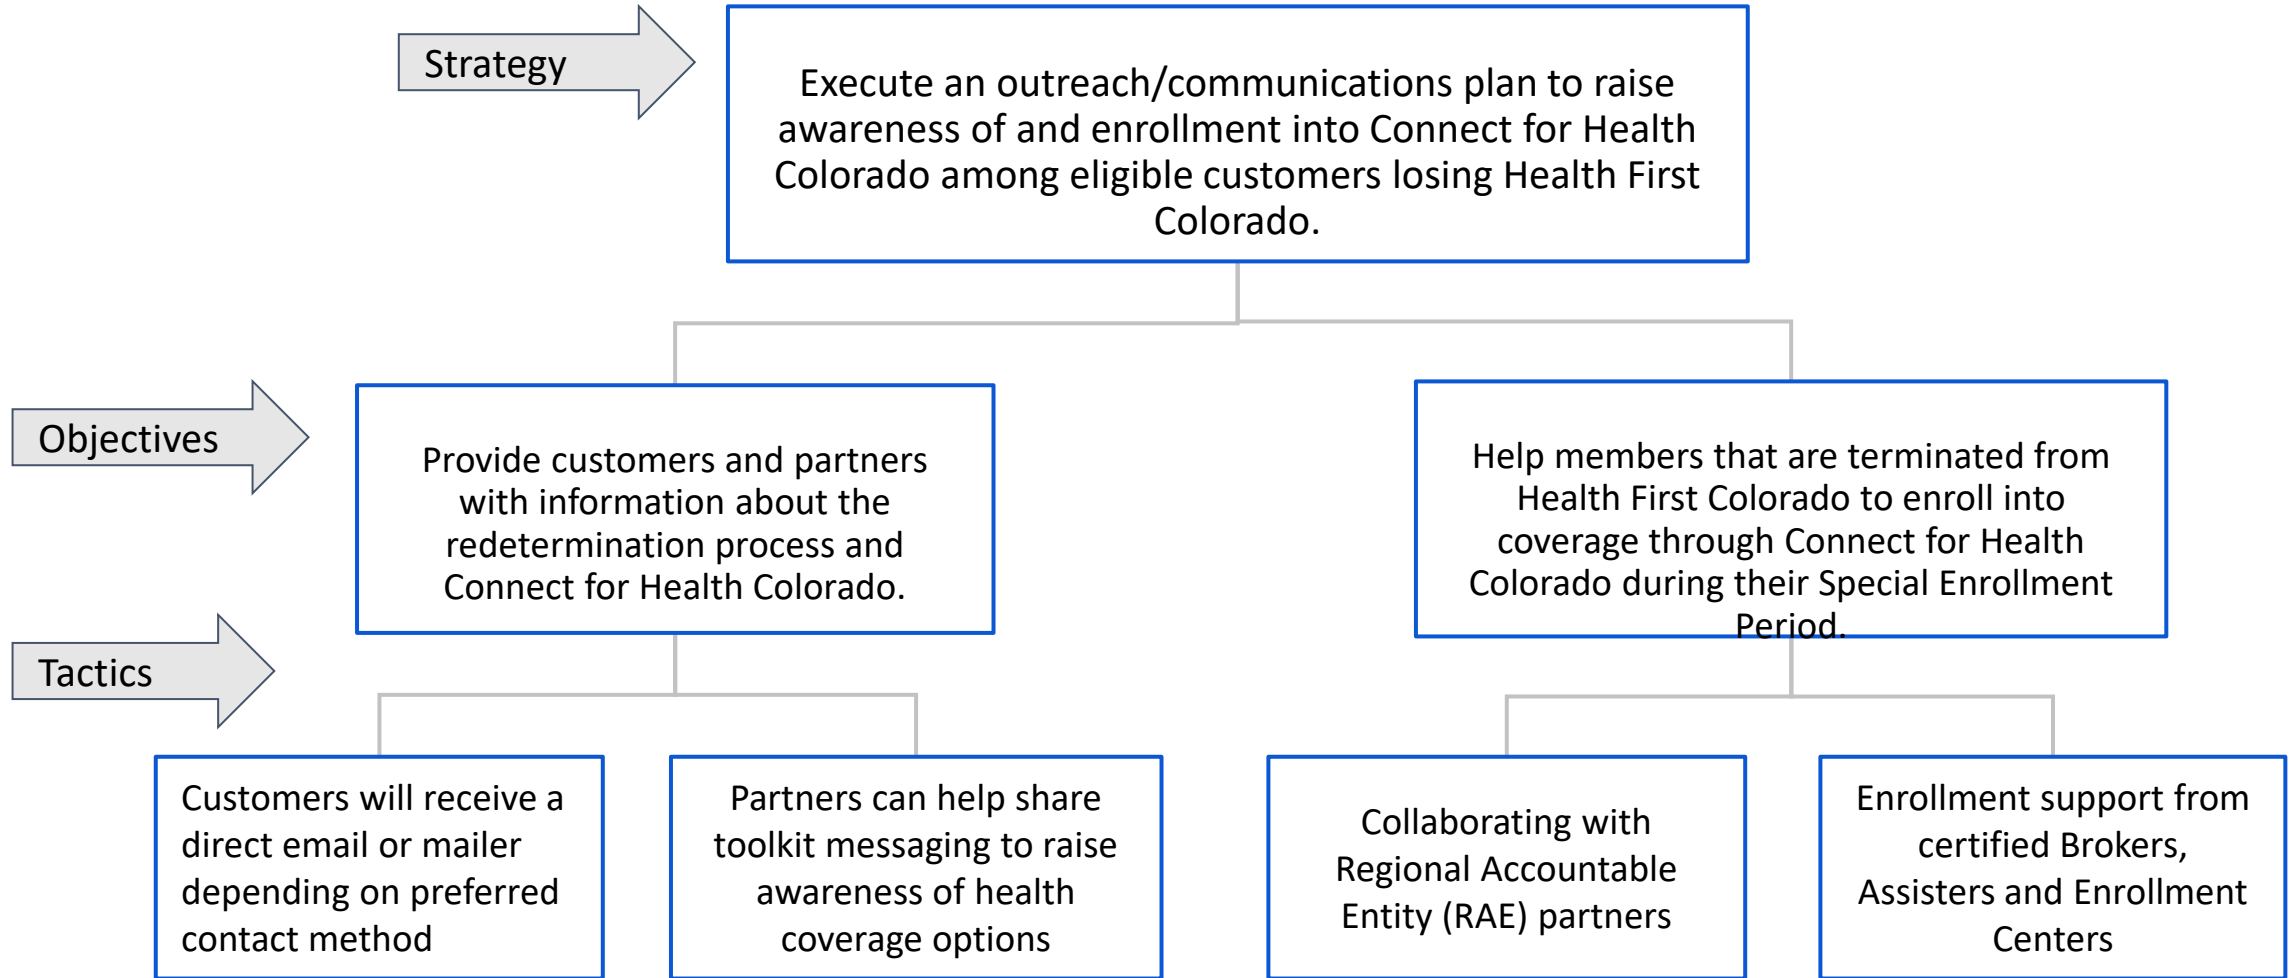 Strategy
Execute an outreach/communications plan to raise
awareness of and enrollment into Connect for Health
Colorado among eligible customers losing Health First
Colorado.
Objectives
Provide customers and partners
with information about the
redetermination process and
Connect for Health Colorado.
Help members that are terminated from
Health First Colorado to enroll into
coverage through Connect for Health
Colorado during their Special Enrollment
Period.
Tactics
Customers will receive a
direct email or mailer
depending on preferred
contact method
Partners can help share
toolkit messaging to raise
awareness of health
coverage options
Collaborating with
Regional Accountable
Entity (RAE) partners
Enrollment support from
certified Brokers,
Assisters and Enrollment
Centers